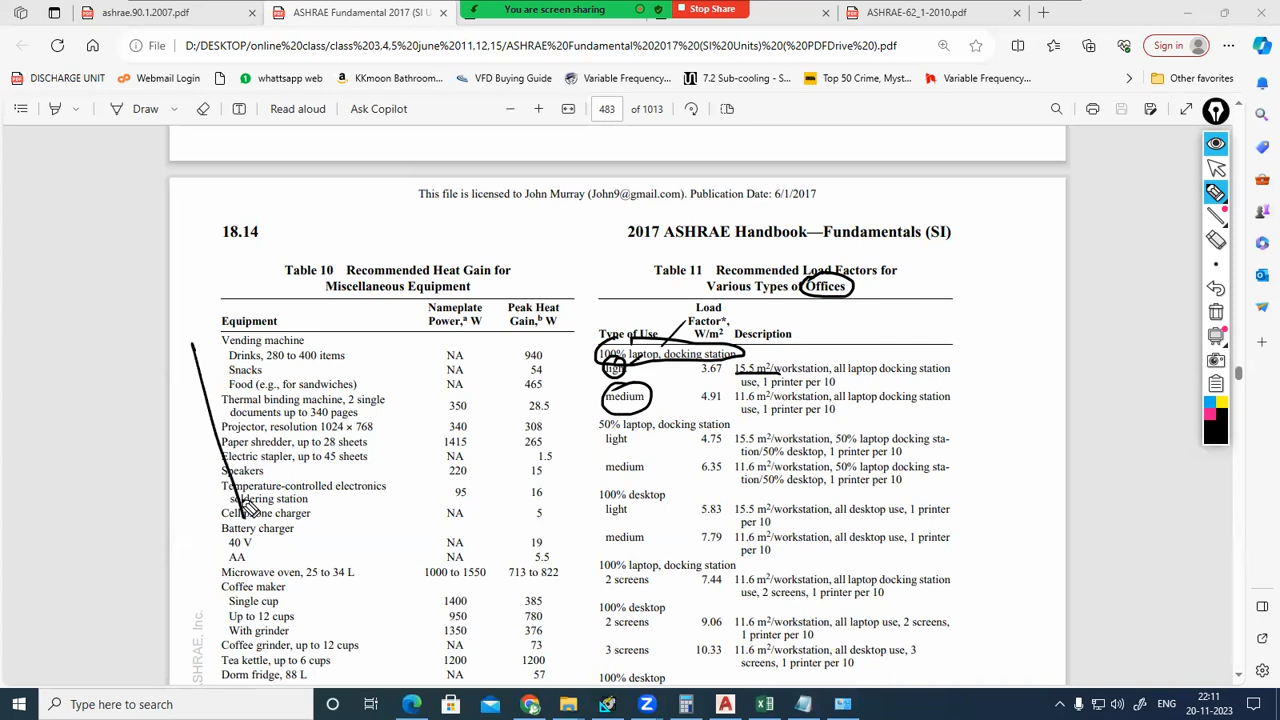 ashrae.90.1.2007.pdf
ASHRAE Fundamental 2017 (SI U
You are screen sharing
Stop Share
ASHRAE-62_1-2010.pdf
File
D:/DESKTOP/online%20class/class%203,4,5%20june%2011.12.15/ASHRAE%20Fundamental%202017%20(SI%20Units)%20(%20PDFDrive%20).pdf
Sign in
DISCHARGE UNIT
Webmail Login
whattsapp web
KKmoon Bathroom...
VFD Buying Guide
Variable Frequency...
7.2 Sub-cooling - S...
Top 50 Crime, Myst...
Variable Frequency...
Other favorites
Draw
Read aloud
Ask Copilot
483 of 1013
This file is licensed to John Murray (John9@gmail.com). Publication Date: 6/1/2017
18.14
2017 ASHRAE Handbook—Fundamentals (SI)
Table 10 Recommended Heat Gain for
Miscellaneous Equipment
Equipment
Nameplate
Power,a W
Peak Heat
Gain,b W
Vending machine
Drinks, 280 to 400 items NA 940
Snacks NA 54
Food (e.g., for sandwiches) NA 465
Thermal binding machine, 2 single
documents up to 340 pages 350 28.5
Projector, resolution 1024 × 768 340 308
Paper shredder, up to 28 sheets 1415 265
Electric stapler, up to 45 sheets NA 1.5
Speakers 220 15
Temperature-controlled electronics
soldering station 95 16
Cell phone charger NA 5
Battery charger
40 V NA 19
AA NA 5.5
Microwave oven, 25 to 34 L 1000 to 1550 713 to 822
Coffee maker
Single cup 1400 385
Up to 12 cups 950 780
With grinder 1350 376
Coffee grinder, up to 12 cups NA 73
Tea kettle, up to 6 cups 1200 1200
Dorm fridge, 88 L NA 57
Table 11 Recommended Load Factors for
Various Types of Offices
Type of Use
Load
Factor*,
W/m2
Description
100% laptop, docking station
light 3.67 15.5 m2/workstation, all laptop docking station
use, 1 printer per 10
medium 4.91 11.6 m2/workstation, all laptop docking station
use, 1 printer per 10
50% laptop, docking station
light 4.75 15.5 m2/workstation, 50% laptop docking sta-
tion/50% desktop, 1 printer per 10
medium 6.35 11.6 m2/workstation, 50% laptop docking sta-
tion/50% desktop, 1 printer per 10
100% desktop
light 5.83 15.5 m2/workstation, all desktop use, 1 printer
per 10
medium 7.79 11.6 m2/workstation, all desktop use, 1 printer
per 10
100% laptop, docking station
2 screens 7.44 11.6 m2/workstation, all laptop docking station
use, 2 screens, 1 printer per 10
100% desktop
2 screens 9.06 11.6 m2/workstation, all laptop use, 2 screens,
1 printer per 10
3 screens 10.33 11.6 m2/workstation, all desktop use, 3
screens, 1 printer per 10
100% desktop
AE, Inc.
Type here to search
ENG
22:11
20-11-2023